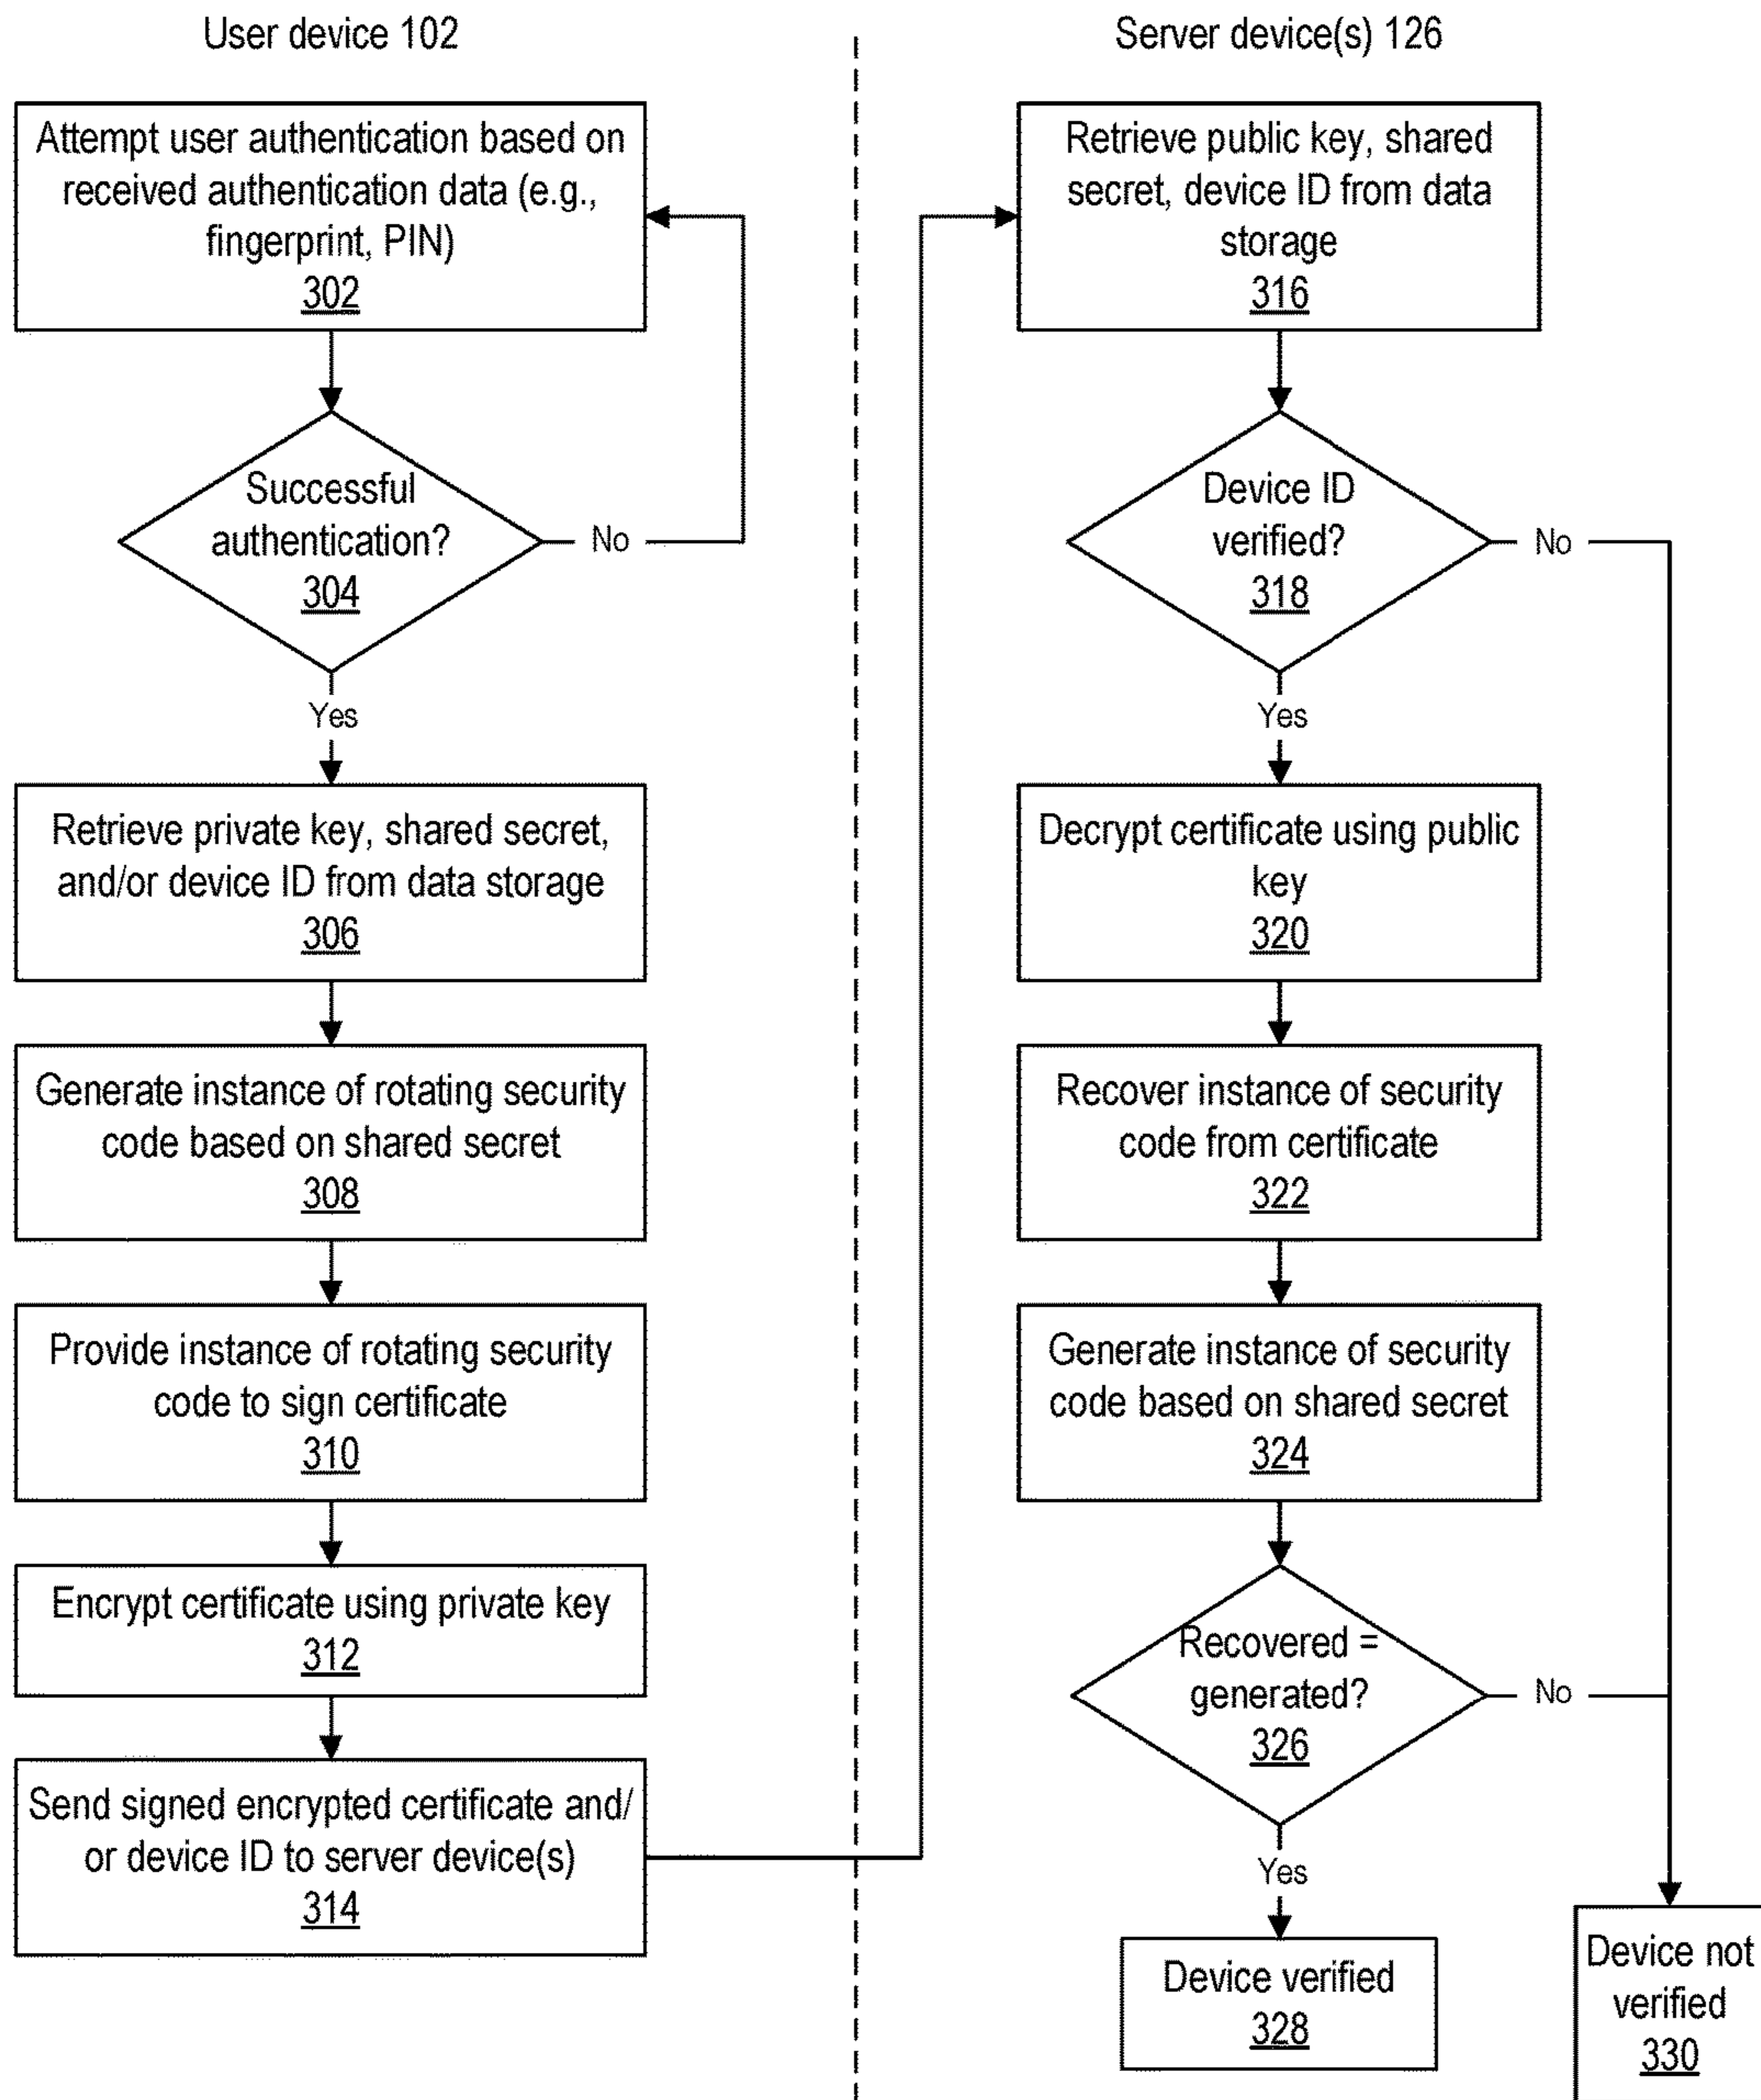 User device 102
Attempt user authentication based on
received authentication data (e.g.,
fingerprint, PIN)
302
Successful
authentication?
304
No
Yes
Retrieve private key, shared secret,
and/or device ID from data storage
306
Generate instance of rotating security
code based on shared secret
308
Provide instance of rotating security
code to sign certificate
310
Encrypt certificate using private key
312
Send signed encrypted certificate and/
or device ID to server device(s)
314
Server device(s) 126
Retrieve public key, shared
secret, device ID from data
storage
316
Device ID
verified?
318
No
Yes
Decrypt certificate using public
key
320
Recover instance of security
code from certificate
322
Generate instance of security
code based on shared secret
324
Recovered =
generated?
326
No
Yes
Device verified
328
Device not
verified
330